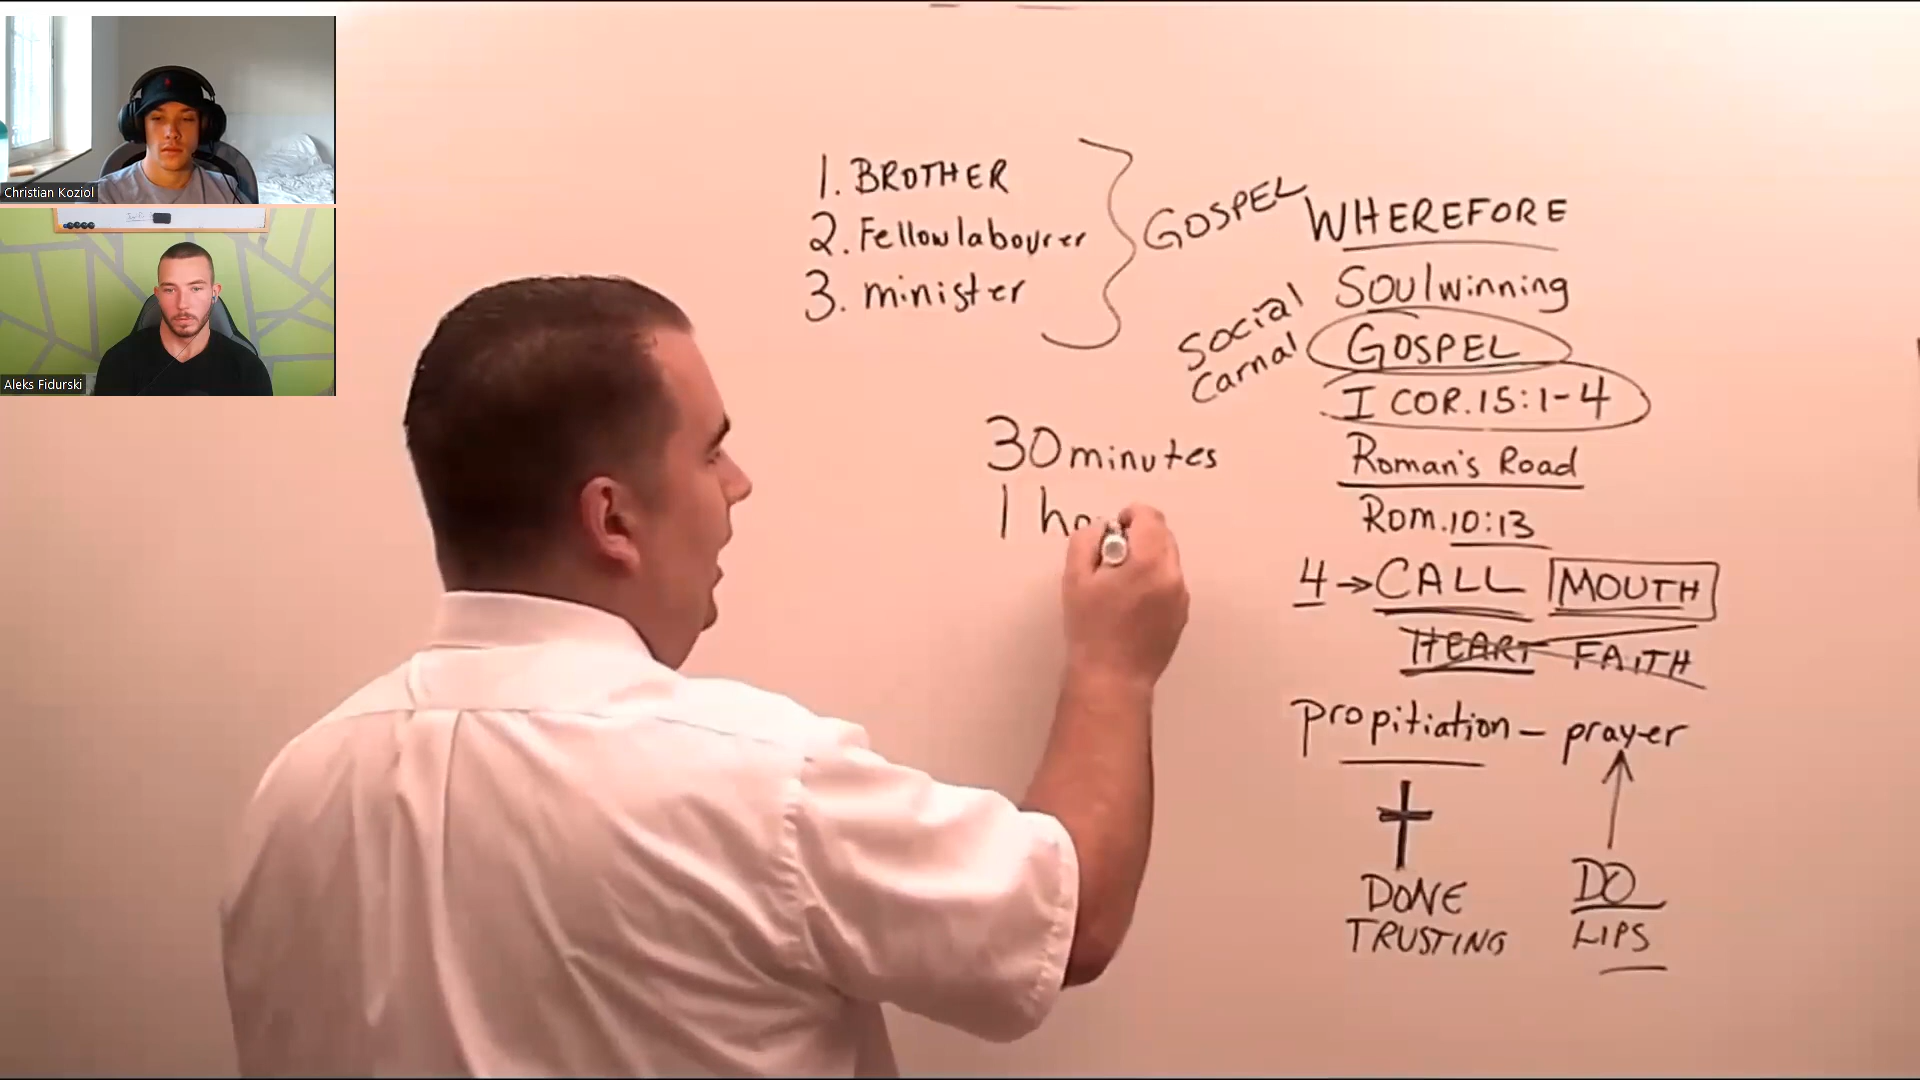 Christian Koziol
Aleks Fidurski
1. BROTHER
2. Fellowlabourer
3. minister
GOSPEL
WHEREFORE
Soulwinning
Social
Carnal
GOSPEL
I COR. 15:1-4
30 minutes
1 ho
Roman's Road
Rom. 10:13
4 → CALL MOUTH
HEART FAITH
propitiation - prayer
DONE
TRUSTING
DO
LIPS